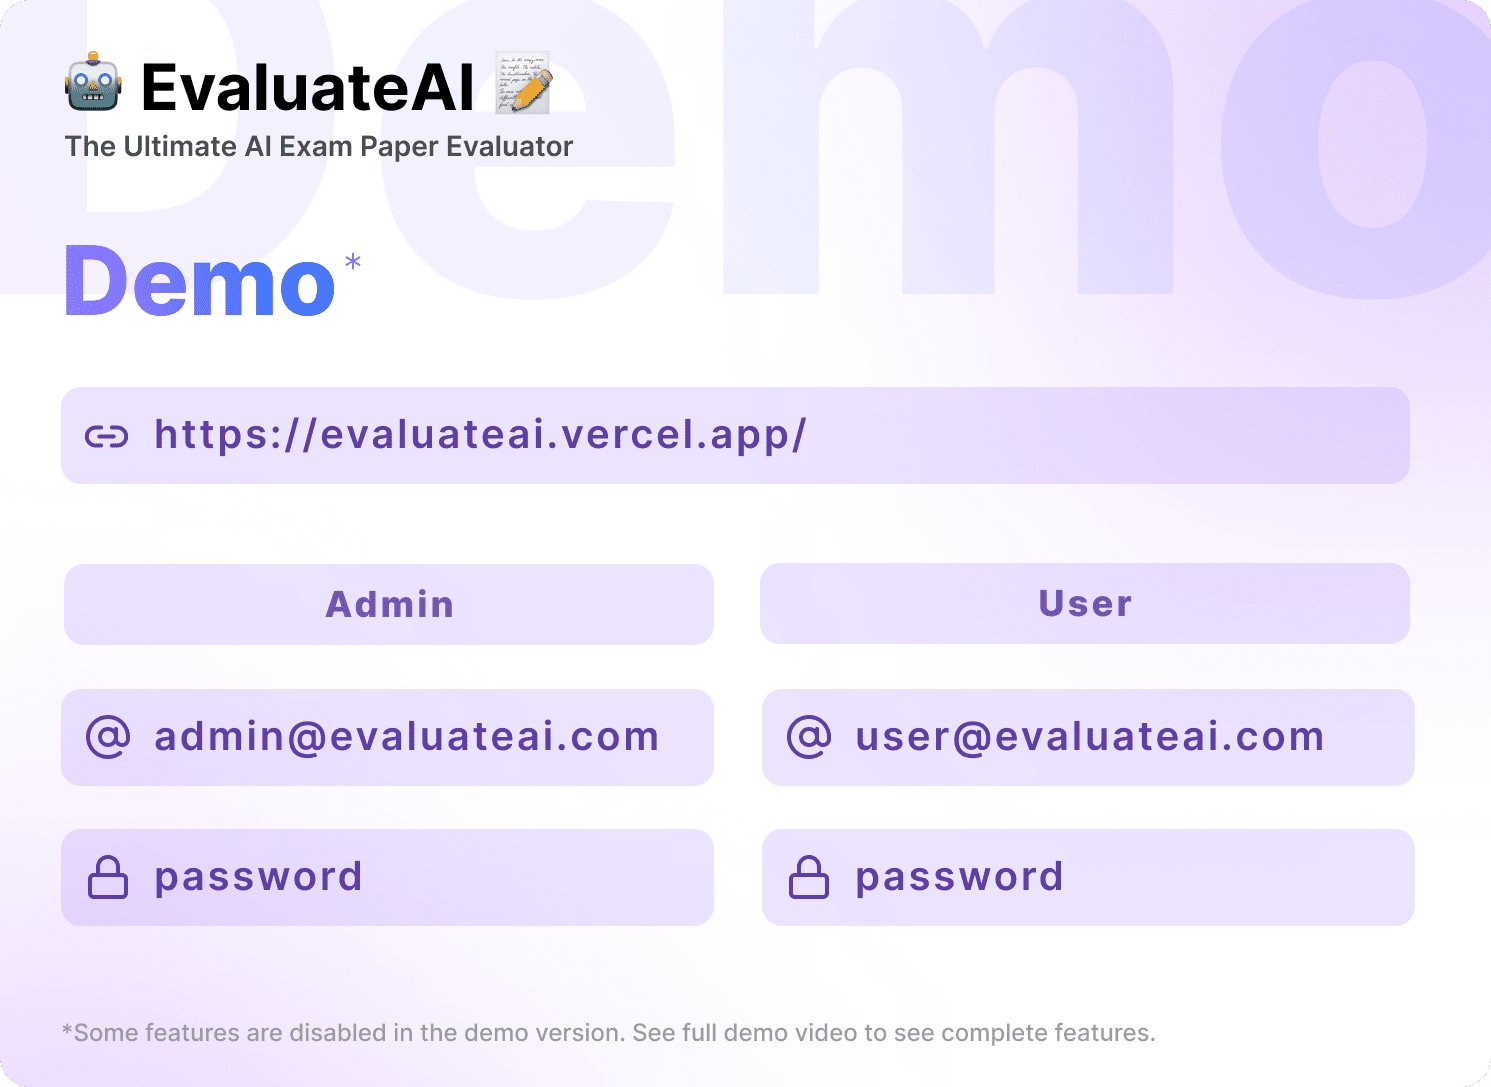 Demo
EvaluateAI
The Ultimate AI Exam Paper Evaluator
Demo*
https://evaluateai.vercel.app/
Admin
User
admin@evaluateai.com
user@evaluateai.com
password
password
*Some features are disabled in the demo version. See full demo video to see complete features.